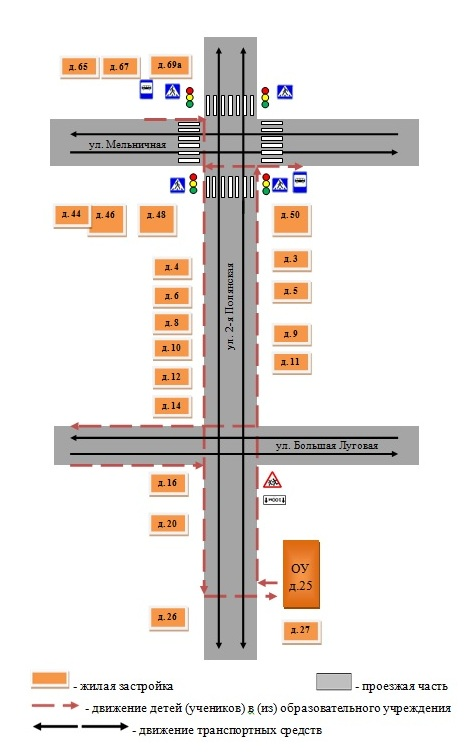 д. 65
д. 67
д. 69а
ул. Мельничная
д. 44
д. 46
д. 48
д. 50
д. 4
д. 3
д. 6
д. 5
д. 8
д. 10
д. 9
д. 12
д. 11
д. 14
ул. 2-я Полянская
ул. Большая Луговая
д. 16
д. 20
ОУ
д.25
д. 26
д. 27
- жилая застройка
- проезжая часть
- движение детей (учеников) в (из) образовательного учреждения
- движение транспортных средств